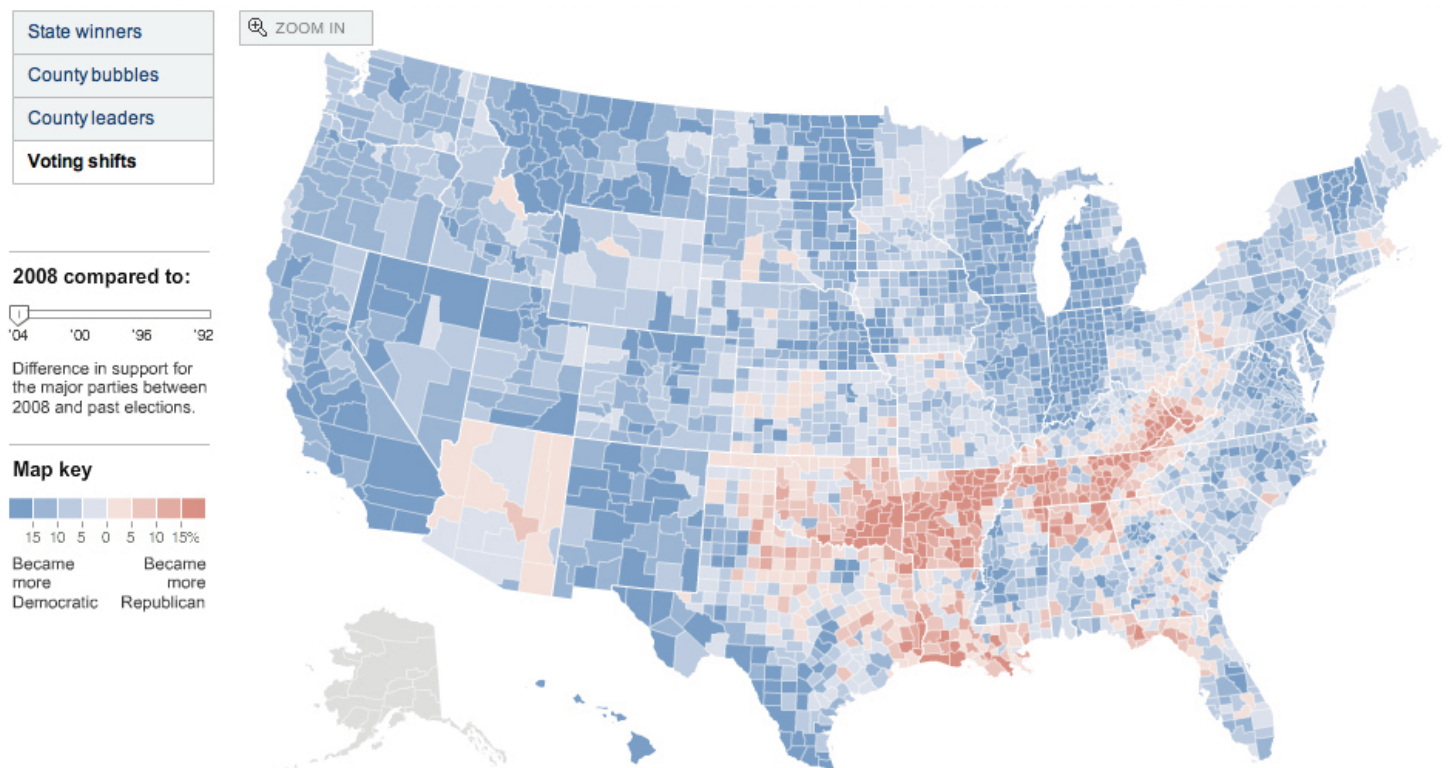 State winners
County bubbles
County leaders
Voting shifts
ZOOM IN
2008 compared to:
'04 '00 '96 '92
Difference in support for
the major parties between
2008 and past elections.
Map key
15 10 5 0 5 10 15%
Became more Democratic
Became more Republican